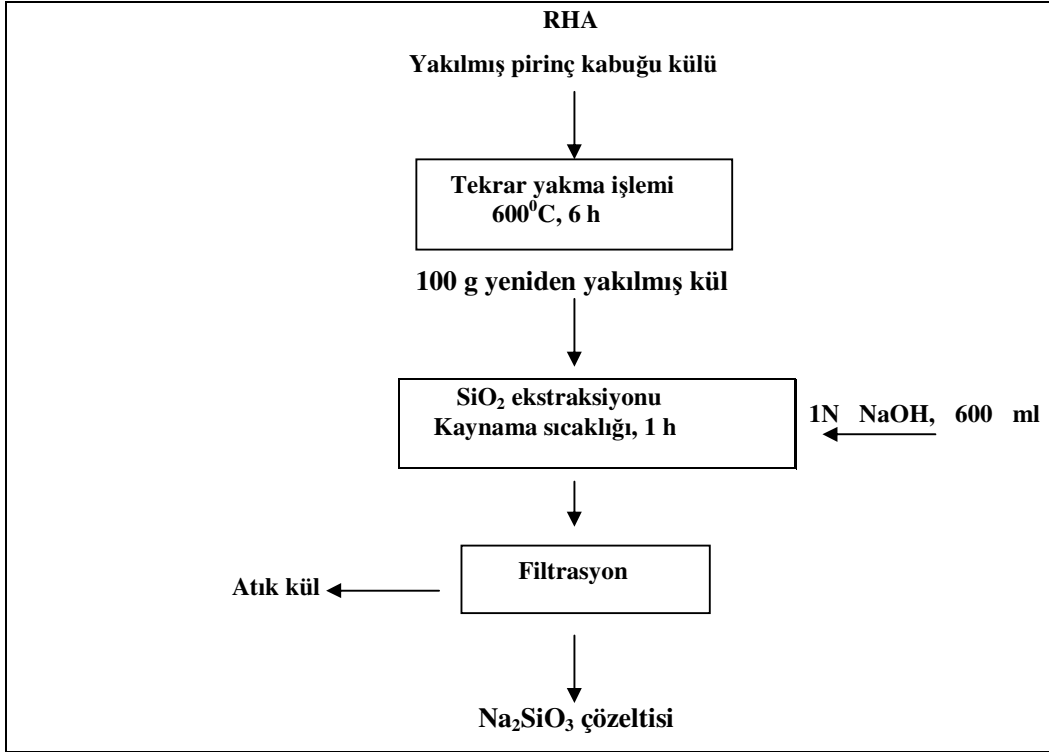 RHA
Yakılmış pirinç kabuğu külü
Tekrar yakma işlemi
600⁰C, 6 h
100 g yeniden yakılmış kül
SiO₂ ekstraksiyonu
Kaynama sıcaklığı, 1 h
1N NaOH, 600 ml
Filtrasyon
Atık kül
Na₂SiO₃ çözeltisi